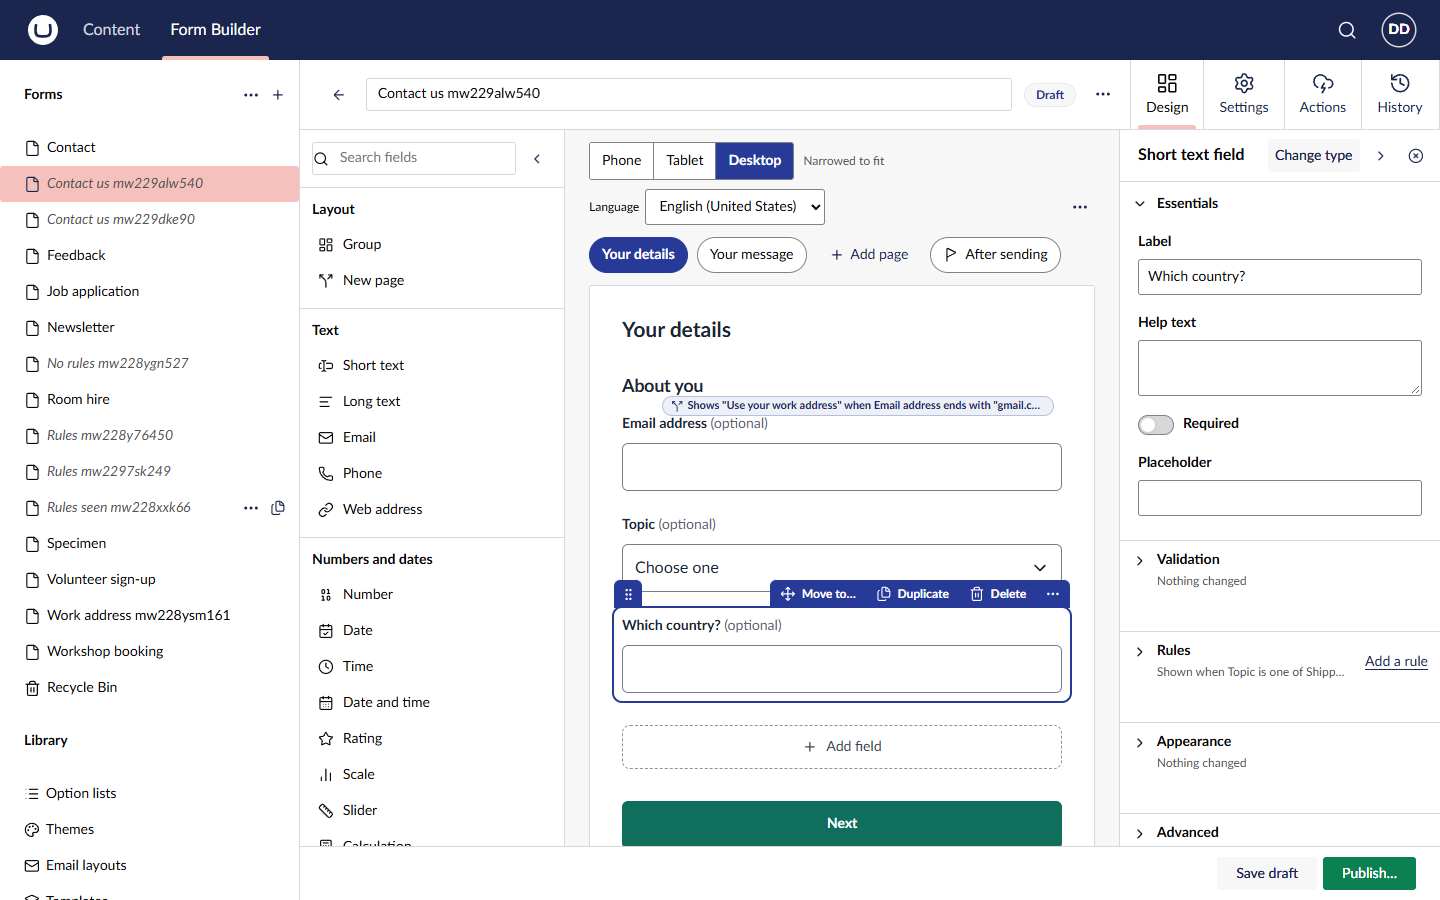 Content
Form Builder
DD
Forms
Contact
Contact us mw229alw540
Contact us mw229dke90
Feedback
Job application
Newsletter
No rules mw228ygn527
Room hire
Rules mw228y76450
Rules mw2297sk249
Rules seen mw228xxk66
Specimen
Volunteer sign-up
Work address mw228ysm161
Workshop booking
Recycle Bin
Library
Option lists
Themes
Email layouts
Contact us mw229alw540
Draft
Design
Settings
Actions
History
Search fields
Layout
Group
New page
Text
Short text
Long text
Email
Phone
Web address
Numbers and dates
Number
Date
Time
Date and time
Rating
Scale
Slider
Calculation
Phone
Tablet
Desktop
Narrowed to fit
Language
English (United States)
Your details
Your message
Add page
After sending
Your details
About you
Shows "Use your work address" when Email address ends with "gmail.c...
Email address (optional)
Topic (optional)
Choose one
Move to...
Duplicate
Delete
Which country? (optional)
Add field
Next
Short text field
Change type
Essentials
Label
Which country?
Help text
Required
Placeholder
Validation
Nothing changed
Rules
Shown when Topic is one of Shipp...
Add a rule
Appearance
Nothing changed
Advanced
Save draft
Publish...